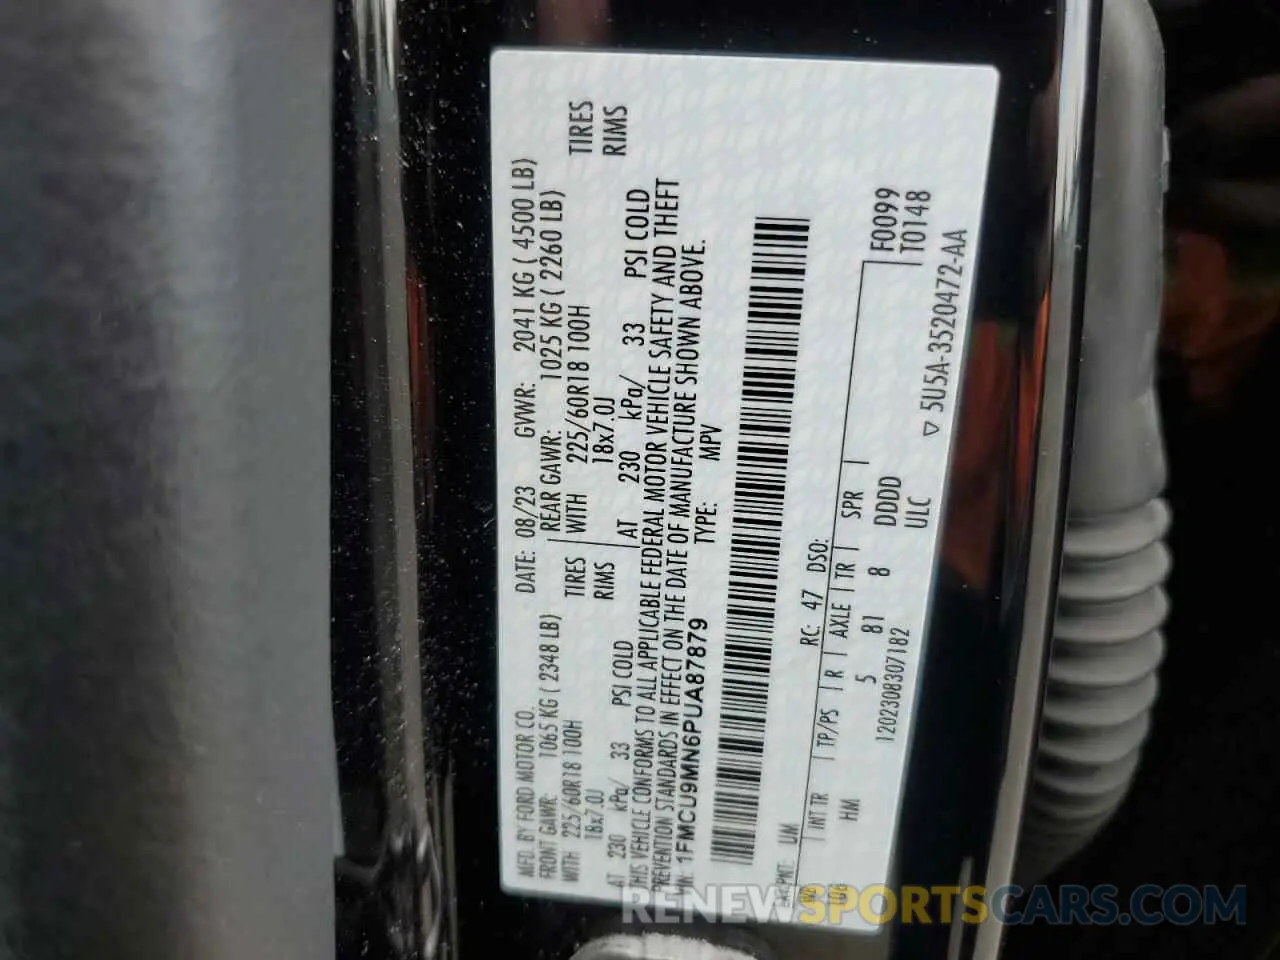 MFD. BY FORD MOTOR CO. DATE: 08/23 GVWR: 2041 KG ( 4500 LB)
FRONT GAWR: 1065 KG ( 2348 LB) REAR GAWR: 1025 KG ( 2260 LB)
WITH 225/60R18 100H TIRES WITH 225/60R18 100H TIRES
18x7.0J RIMS 18x7.0J RIMS
AT 230 kPa/ 33 PSI COLD AT 230 kPa/ 33 PSI COLD
THIS VEHICLE CONFORMS TO ALL APPLICABLE FEDERAL MOTOR VEHICLE SAFETY AND THEFT
PREVENTION STANDARDS IN EFFECT ON THE DATE OF MANUFACTURE SHOWN ABOVE.
VIN: 1FMCU9MN6PUA87879 TYPE: MPV
EXT PNT: UM RC: 47 DSO:
WB INT TR TP/PS R AXLE TR SPR F0099
106 HM 5 81 8 DDDD T0148
1202308307182 ULC
▽ 5U5A-3520472-AA
RENEWSPORTSCARS.COM